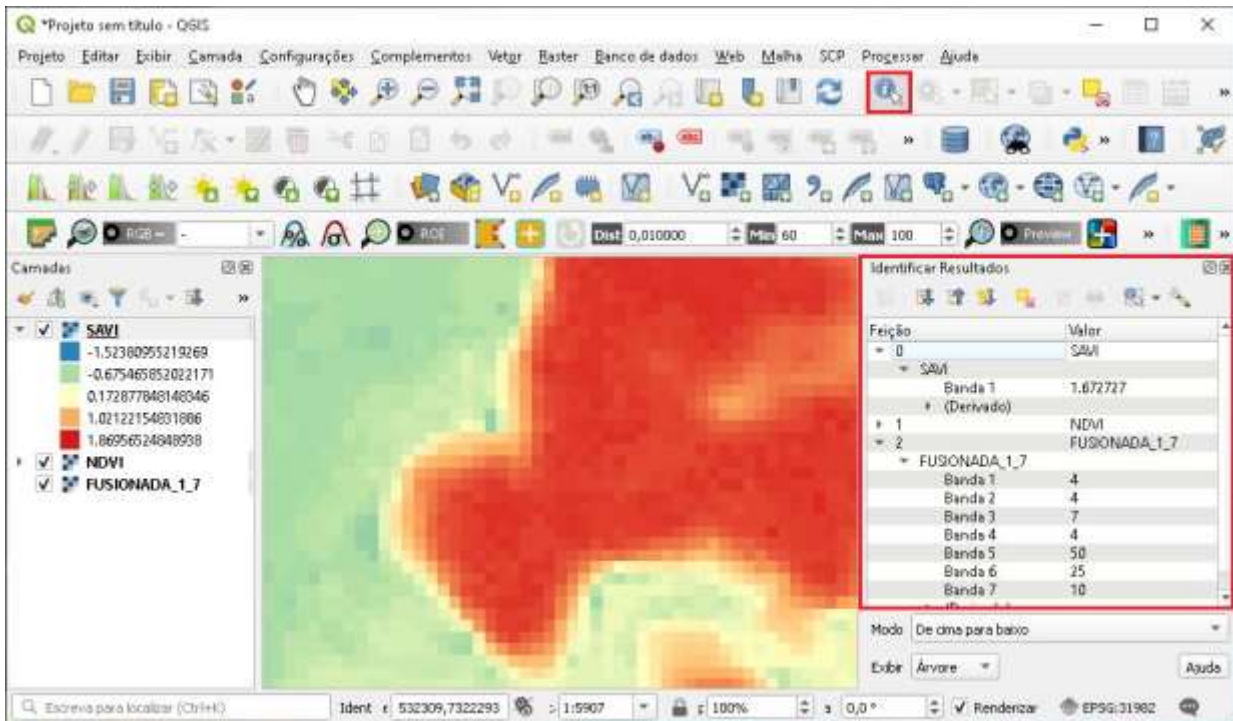 *Projeto sem título - QGIS
Projeto Editar Exibir Camada Configurações Complementos Vetor Raster Banco de dados Web Malha SCP Processar Ajuda
RGB = -
ROI
Dist 0,010000
Min 60
Max 100
Preview
Camadas
SAVI
-1.52380955219269
-0.675465852022171
0.172877848148346
1.02122154831886
1.86956524848938
NDVI
FUSIONADA_1_7
Identificar Resultados
Feição Valor
0 SAVI
SAVI
Banda 1 1.672727
(Derivado)
1 NDVI
2 FUSIONADA_1_7
FUSIONADA_1_7
Banda 1 4
Banda 2 4
Banda 3 7
Banda 4 4
Banda 5 50
Banda 6 25
Banda 7 10
Modo De cima para baixo
Exibir Árvore Ajuda
Escreva para localizar (Ctrl+K) Ident 532309,7322293 1:5907 100% 0,0 ° Renderizar EPSG:31982